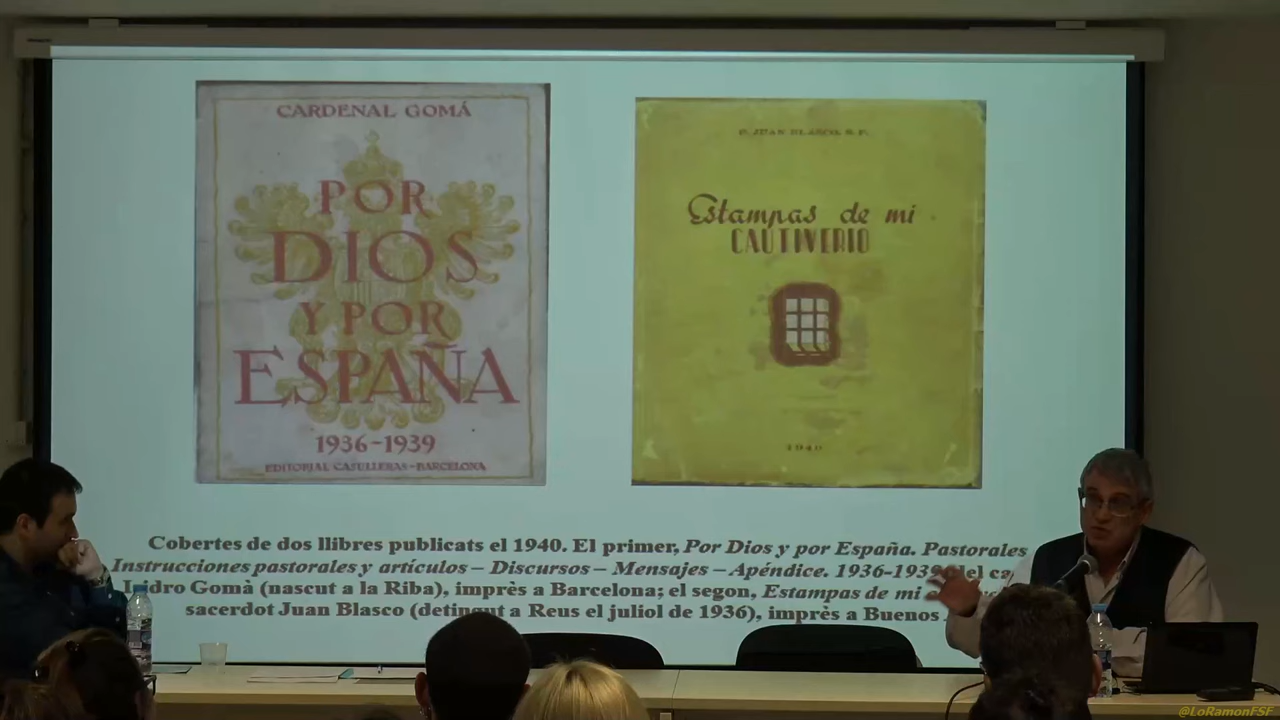 CARDENAL GOMÁ
POR
DIOS
Y POR
ESPAÑA
1936-1939
EDITORIAL CASULLERAS-BARCELONA
P. JUAN BLASCO, S. P.
Estampas de mi
CAUTIVERIO
1940
Cobertes de dos llibres publicats el 1940. El primer, Por Dios y por España. Pastorales
Instrucciones pastorales y artículos – Discursos – Mensajes – Apéndice. 1936-1939 del
Isidro Gomà (nascut a la Riba), imprès a Barcelona; el segon, Estampas de mi
sacerdot Juan Blasco (detingut a Reus el juliol de 1936), imprès a Buenos
@LoRamonFSF